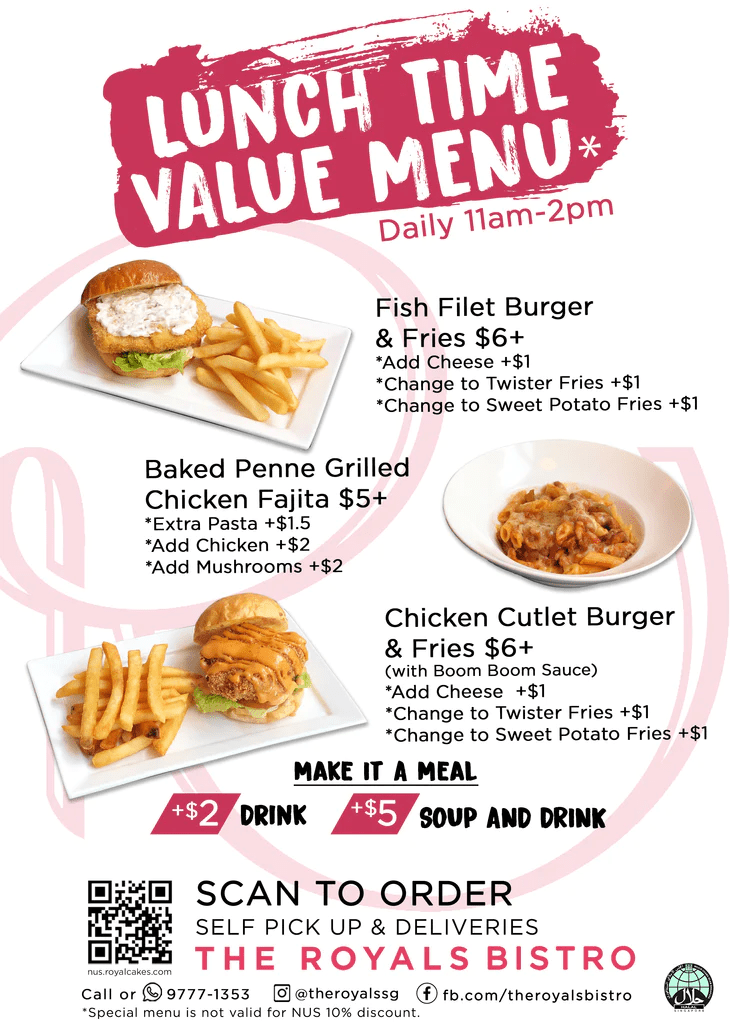 LUNCH TIME
VALUE MENU*
Daily 11am-2pm
Fish Filet Burger
& Fries $6+
*Add Cheese +$1
*Change to Twister Fries +$1
*Change to Sweet Potato Fries +$1
Baked Penne Grilled
Chicken Fajita $5+
*Extra Pasta +$1.5
*Add Chicken +$2
*Add Mushrooms +$2
Chicken Cutlet Burger
& Fries $6+
(with Boom Boom Sauce)
*Add Cheese +$1
*Change to Twister Fries +$1
*Change to Sweet Potato Fries +$1
MAKE IT A MEAL
+$2 DRINK +$5 SOUP AND DRINK
SCAN TO ORDER
SELF PICK UP & DELIVERIES
THE ROYALS BISTRO
nus.royalcakes.com
Call or 9777-1353 @theroyalssg fb.com/theroyalsbistro
*Special menu is not valid for NUS 10% discount.
HALAL
SINGAPORE